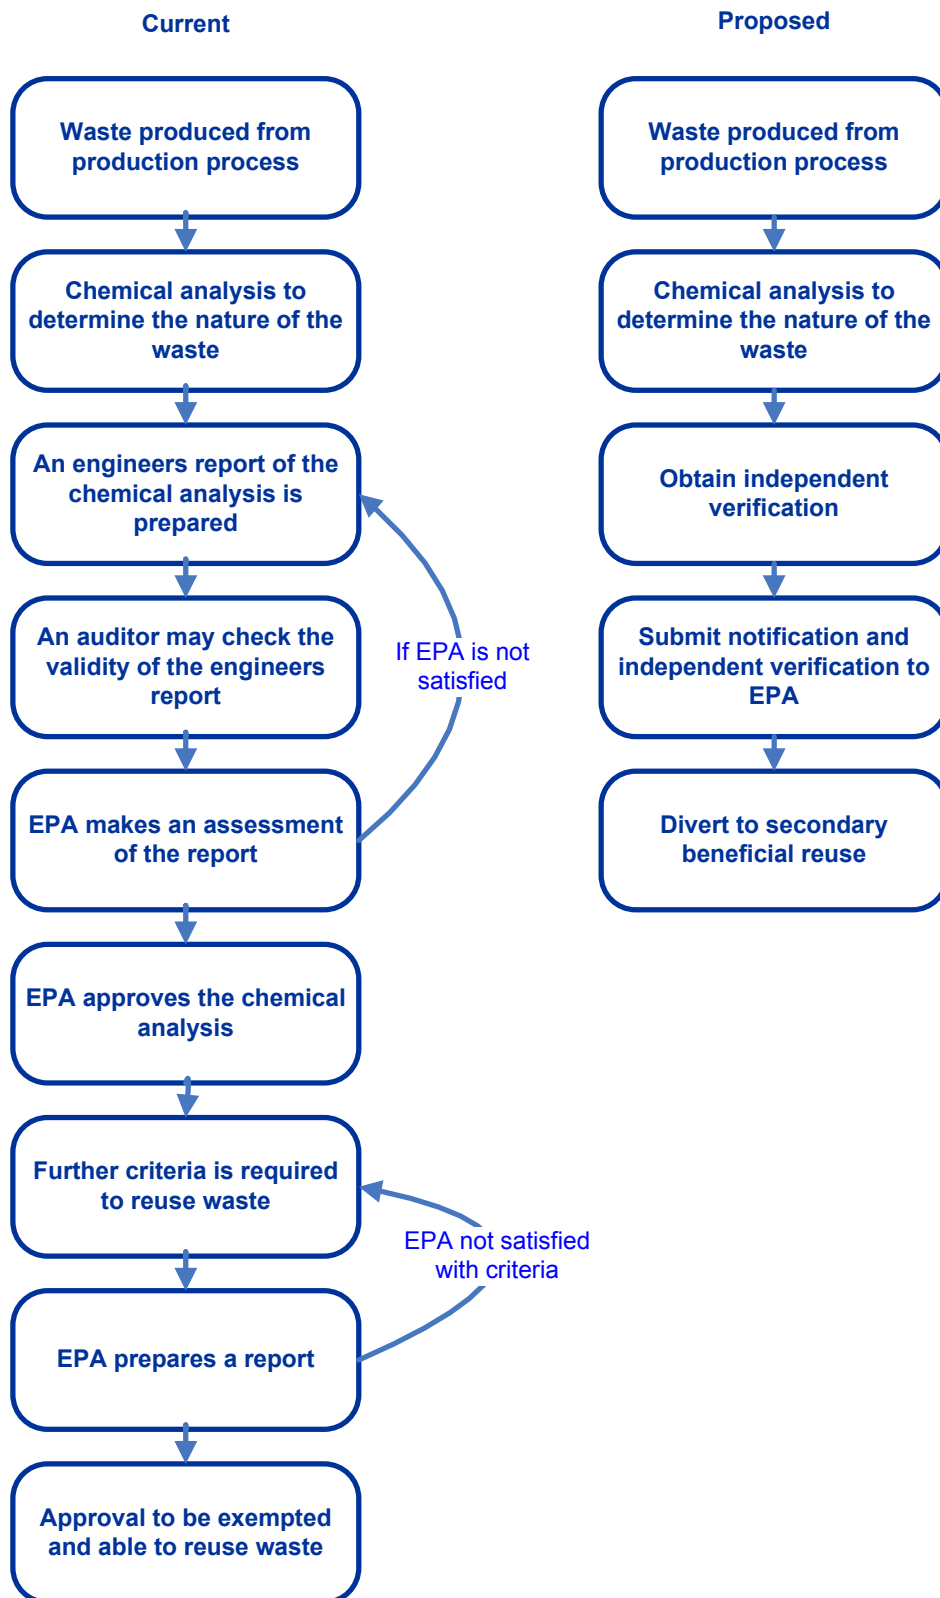 Current
Waste produced from
production process
Chemical analysis to
determine the nature of the
waste
An engineers report of the
chemical analysis is
prepared
An auditor may check the
validity of the engineers
report
If EPA is not
satisfied
EPA makes an assessment
of the report
EPA approves the chemical
analysis
Further criteria is required
to reuse waste
EPA not satisfied
with criteria
EPA prepares a report
Approval to be exempted
and able to reuse waste
Proposed
Waste produced from
production process
Chemical analysis to
determine the nature of the
waste
Obtain independent
verification
Submit notification and
independent verification to
EPA
Divert to secondary
beneficial reuse